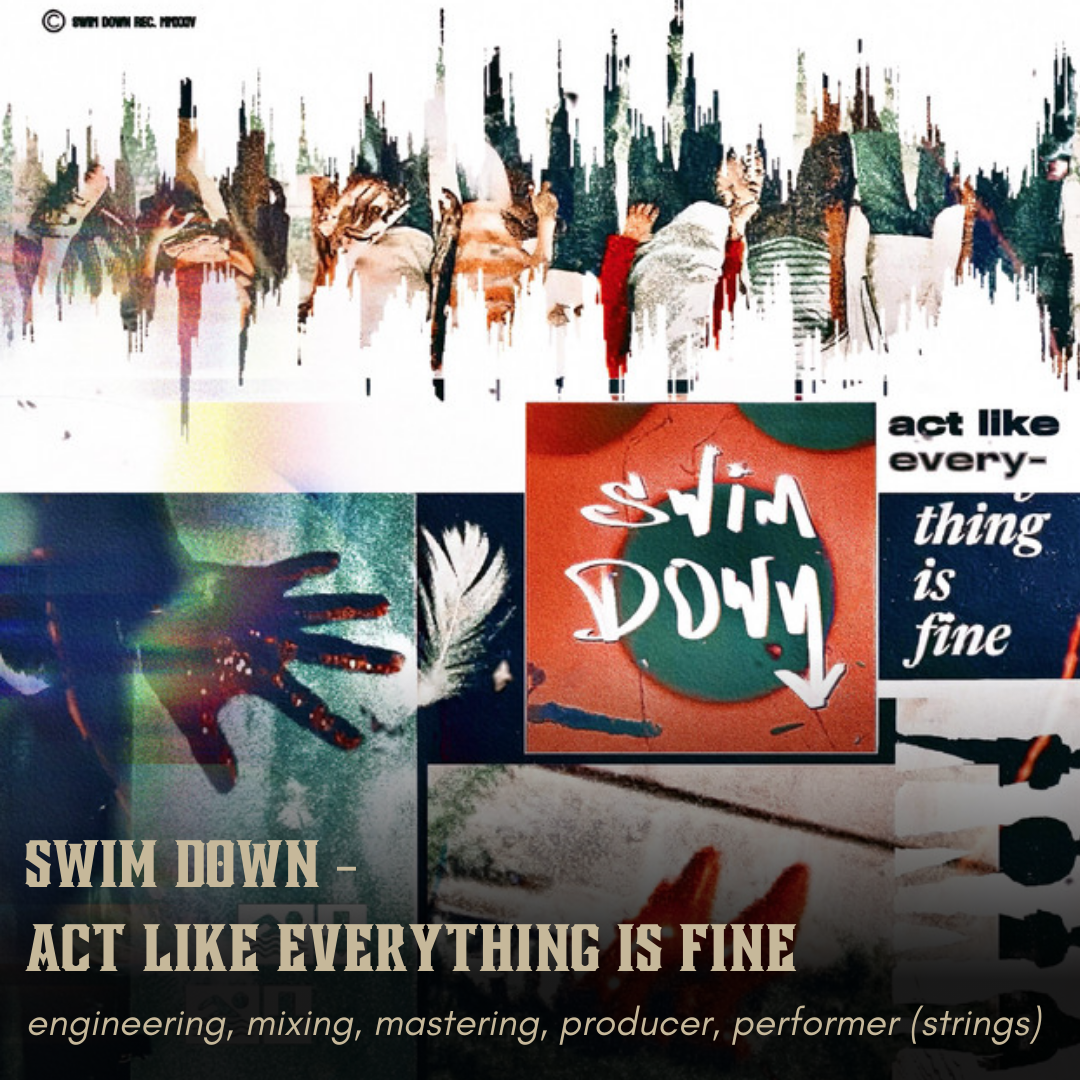 © SWIM DOWN REC. MMXXIV
act like
every-
thing
is
fine
SWIM
DOWN
SWIM DOWN -
ACT LIKE EVERYTHING IS FINE
engineering, mixing, mastering, producer, performer (strings)